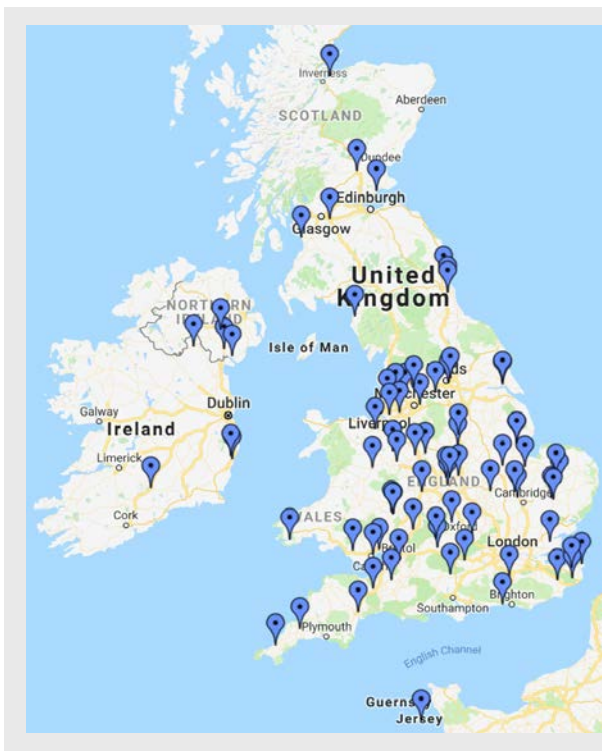 Inverness
Aberdeen
SCOTLAND
Dundee
Edinburgh
Glasgow
United
Kingdom
NORTHERN
IRELAND
Isle of Man
Dublin
Galway
Ireland
Limerick
Cork
Liverpool
ENGLAND
Cambridge
WALES
Oxford
London
Bristol
Brighton
Southampton
Plymouth
English Channel
Guernsey
Jersey